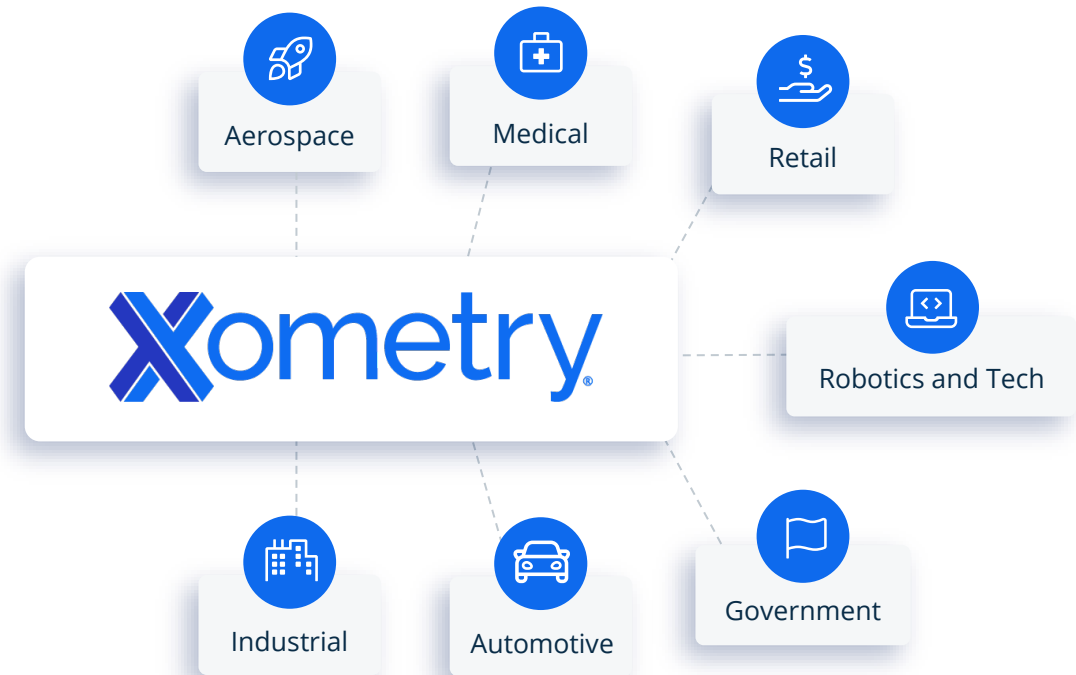 Aerospace
Medical
Retail
Xometry®
Robotics and Tech
Industrial
Automotive
Government